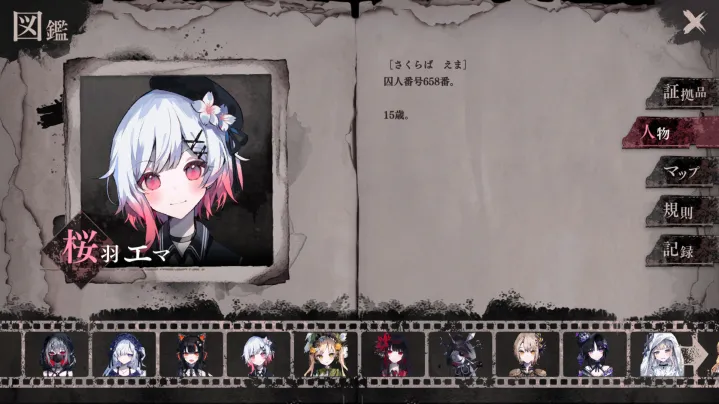 図鑑
［さくらば　えま］
囚人番号658番。
15歳。
桜羽エマ
証拠品
人物
マップ
規則
記録